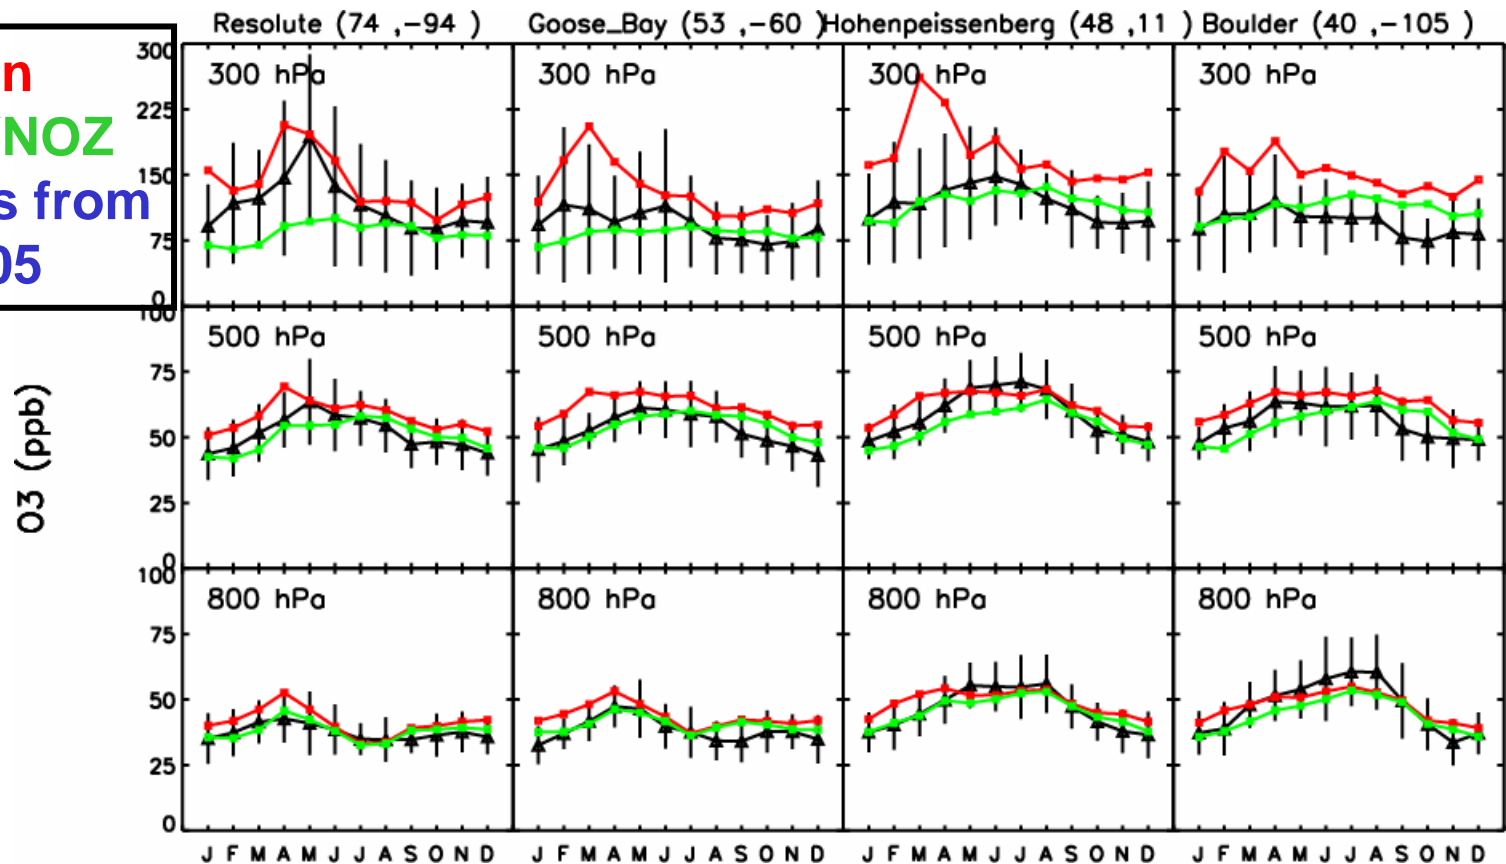 Resolute (74 ,-94 ) Goose_Bay (53 ,-60 ) Hohenpeissenberg (48 ,11 ) Boulder (40 ,-105 )
n
NOZ
s from
05
O3 (ppb)
300 hPa 300 hPa 300 hPa 300 hPa
300
225
150
75
0
500 hPa 500 hPa 500 hPa 500 hPa
100
75
50
25
0
800 hPa 800 hPa 800 hPa 800 hPa
100
75
50
25
0
J F M A M J J A S O N D J F M A M J J A S O N D J F M A M J J A S O N D J F M A M J J A S O N D